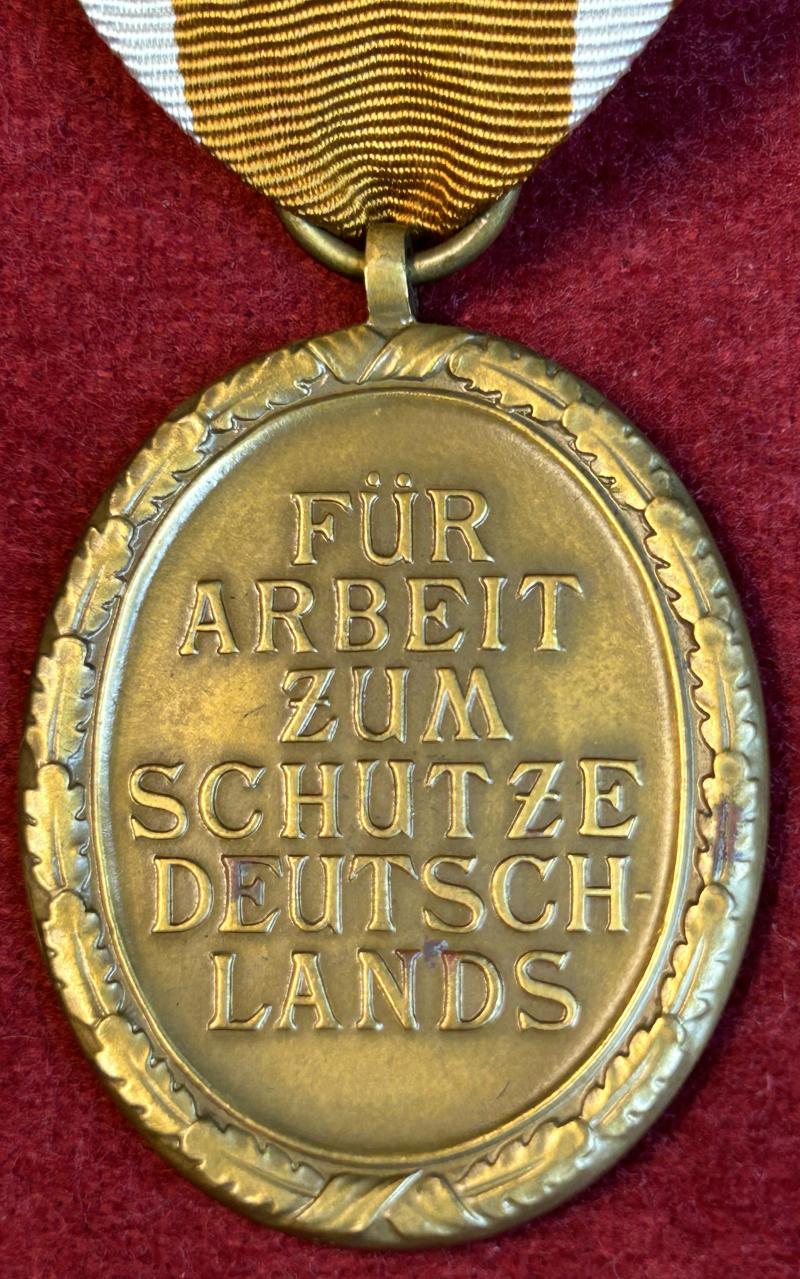 FÜR
ARBEIT
ZUM
SCHUTZE
DEUTSCH-
LANDS